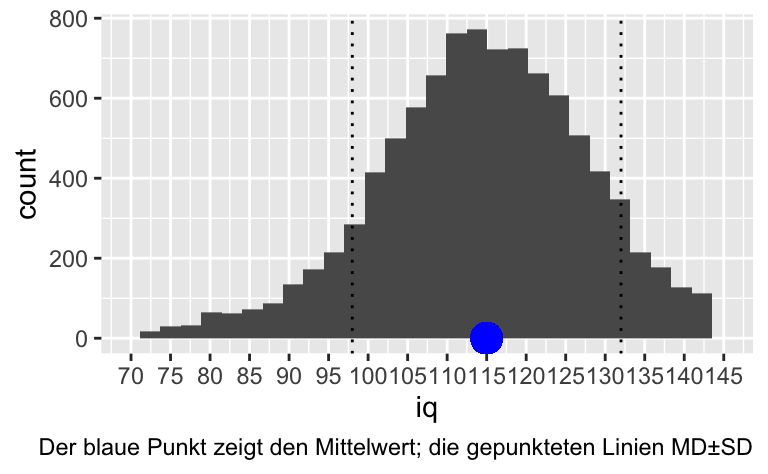 800
600
400
200
0
count
70 75 80 85 90 95 100 105 110 115 120 125 130 135 140 145
iq
Der blaue Punkt zeigt den Mittelwert; die gepunkteten Linien MD±SD